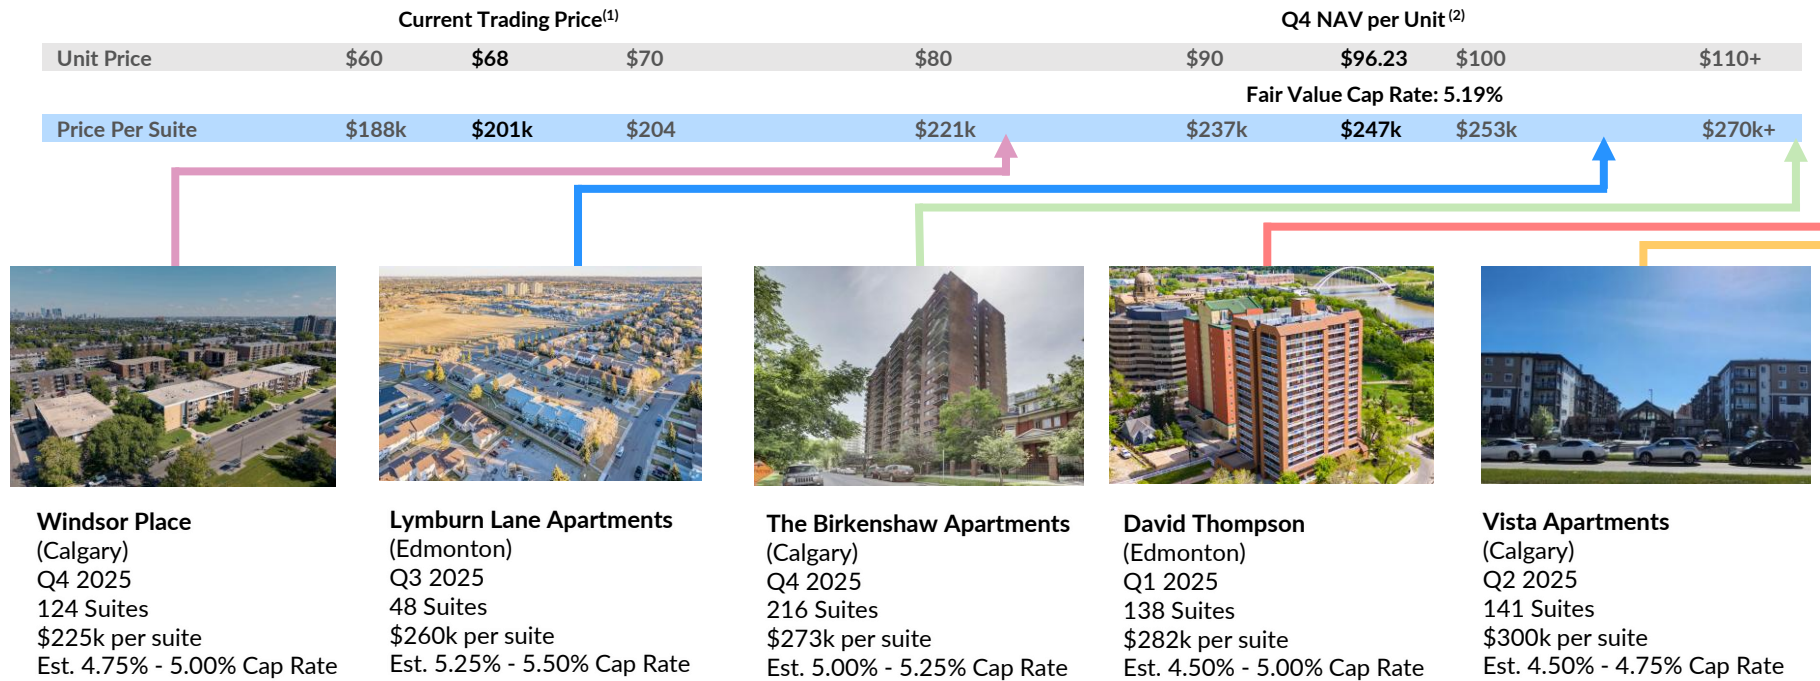 Current Trading Price(1) Q4 NAV per Unit (2)
Unit Price $60 $68 $70 $80 $90 $96.23 $100 $110+
Fair Value Cap Rate: 5.19%
Price Per Suite $188k $201k $204 $221k $237k $247k $253k $270k+
Windsor Place
(Calgary)
Q4 2025
124 Suites
$225k per suite
Est. 4.75% - 5.00% Cap Rate
Lymburn Lane Apartments
(Edmonton)
Q3 2025
48 Suites
$260k per suite
Est. 5.25% - 5.50% Cap Rate
The Birkenshaw Apartments
(Calgary)
Q4 2025
216 Suites
$273k per suite
Est. 5.00% - 5.25% Cap Rate
David Thompson
(Edmonton)
Q1 2025
138 Suites
$282k per suite
Est. 4.50% - 5.00% Cap Rate
Vista Apartments
(Calgary)
Q2 2025
141 Suites
$300k per suite
Est. 4.50% - 4.75% Cap Rate